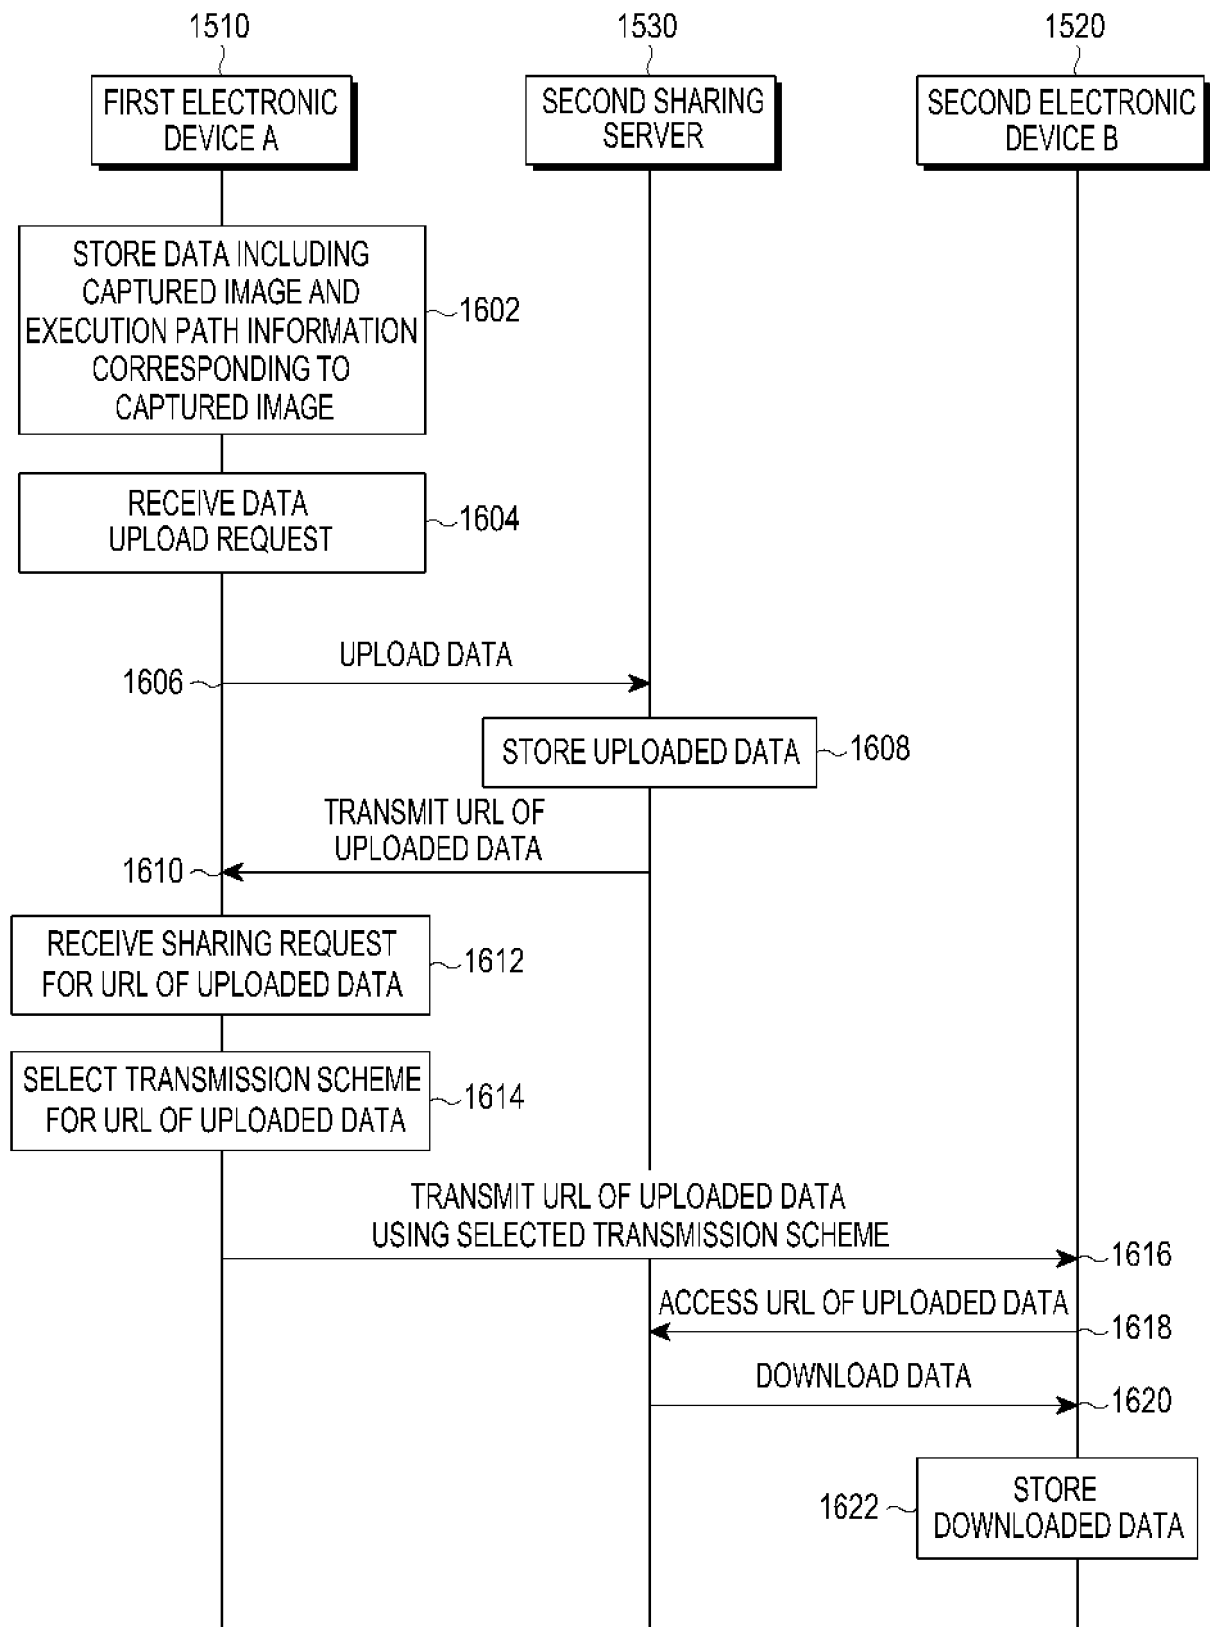 1510
1530
1520
FIRST ELECTRONIC
DEVICE A
SECOND SHARING
SERVER
SECOND ELECTRONIC
DEVICE B
STORE DATA INCLUDING
CAPTURED IMAGE AND
EXECUTION PATH INFORMATION
CORRESPONDING TO
CAPTURED IMAGE
1602
RECEIVE DATA
UPLOAD REQUEST
1604
UPLOAD DATA
1606
STORE UPLOADED DATA
1608
TRANSMIT URL OF
UPLOADED DATA
1610
RECEIVE SHARING REQUEST
FOR URL OF UPLOADED DATA
1612
SELECT TRANSMISSION SCHEME
FOR URL OF UPLOADED DATA
1614
TRANSMIT URL OF UPLOADED DATA
USING SELECTED TRANSMISSION SCHEME
1616
ACCESS URL OF UPLOADED DATA
1618
DOWNLOAD DATA
1620
STORE
DOWNLOADED DATA
1622